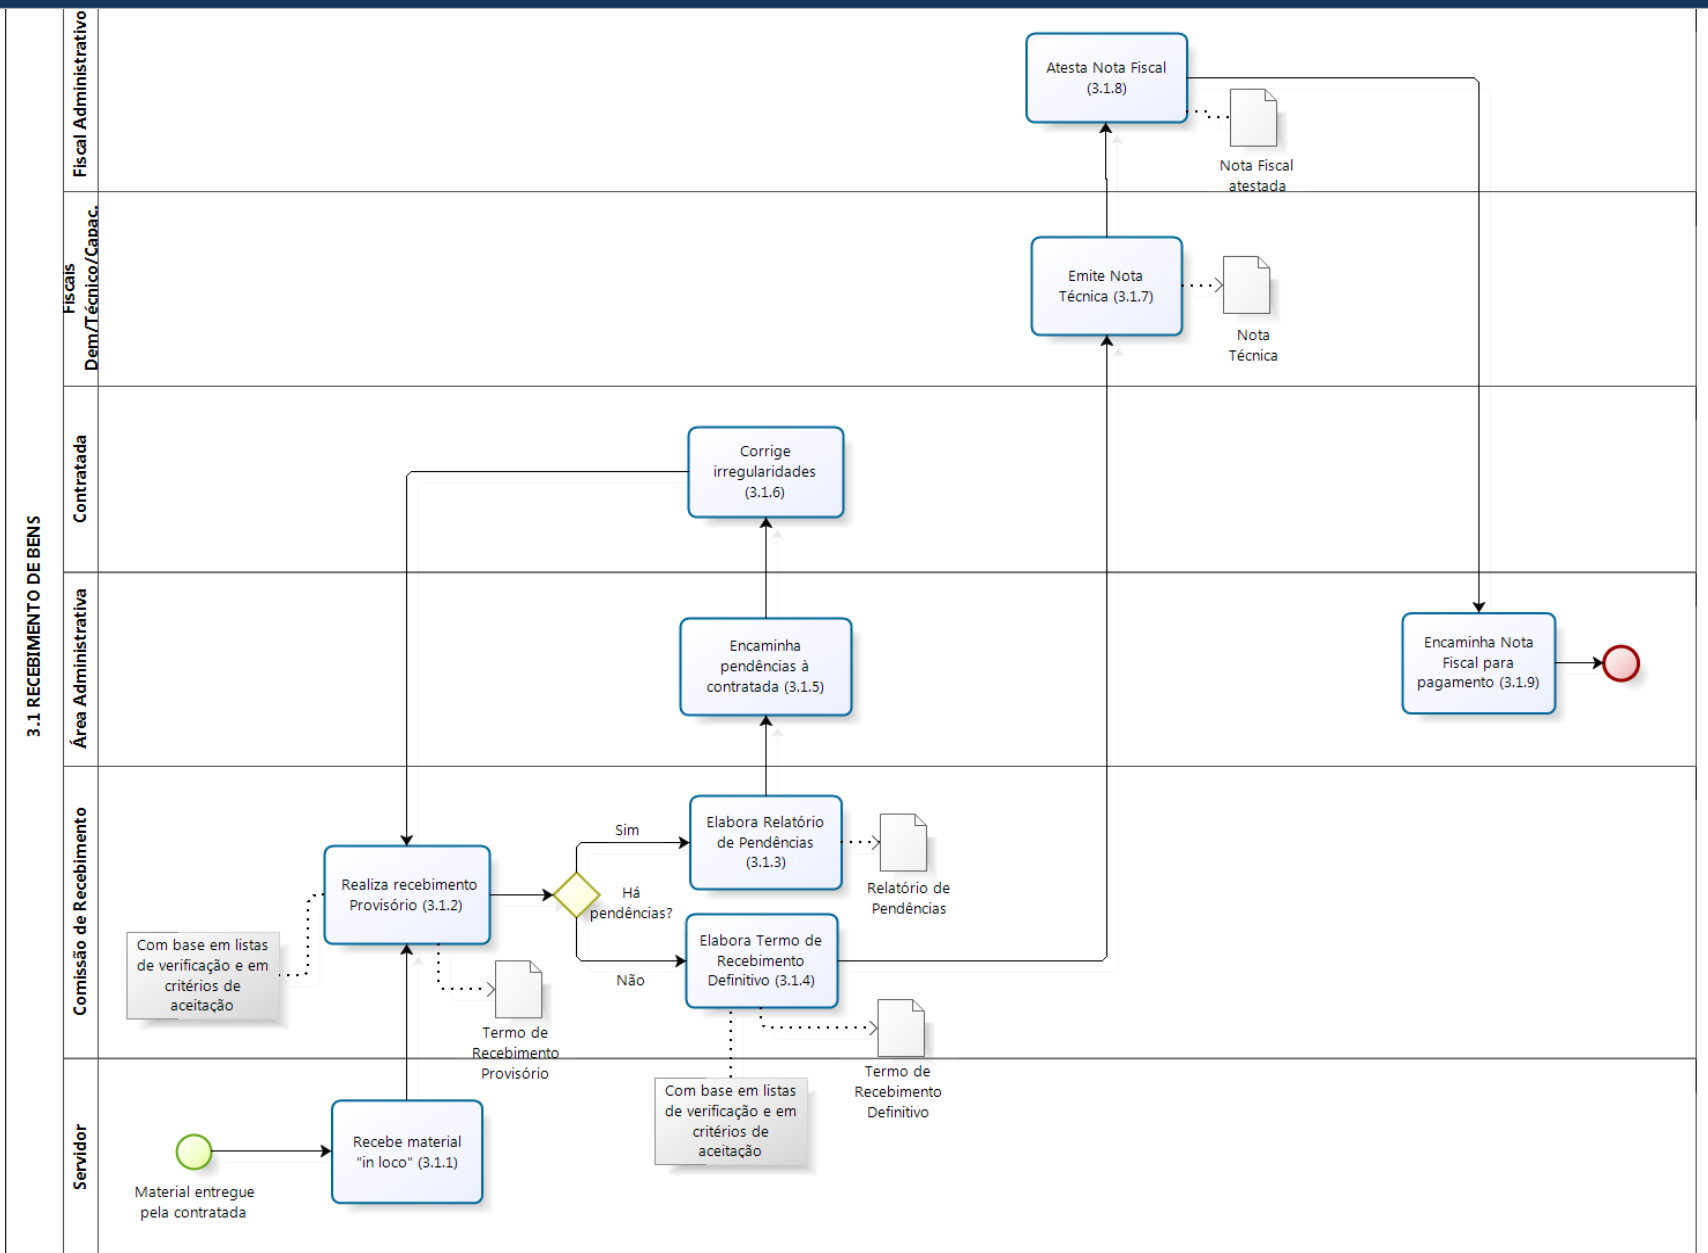 3.1 RECEBIMENTO DE BENS
Fiscal Administrativo
Atesta Nota Fiscal
(3.1.8)
Nota Fiscal
atestada
Fiscais
Dem/Técnico/Capac.
Emite Nota
Técnica (3.1.7)
Nota
Técnica
Contratada
Corrige
irregularidades
(3.1.6)
Área Administrativa
Encaminha
pendências à
contratada (3.1.5)
Encaminha Nota
Fiscal para
pagamento (3.1.9)
Comissão de Recebimento
Realiza recebimento
Provisório (3.1.2)
Com base em listas
de verificação e em
critérios de
aceitação
Termo de
Recebimento
Provisório
Há
pendências?
Sim
Elabora Relatório
de Pendências
(3.1.3)
Relatório de
Pendências
Não
Elabora Termo de
Recebimento
Definitivo (3.1.4)
Termo de
Recebimento
Definitivo
Com base em listas
de verificação e em
critérios de
aceitação
Servidor
Material entregue
pela contratada
Recebe material
"in loco" (3.1.1)